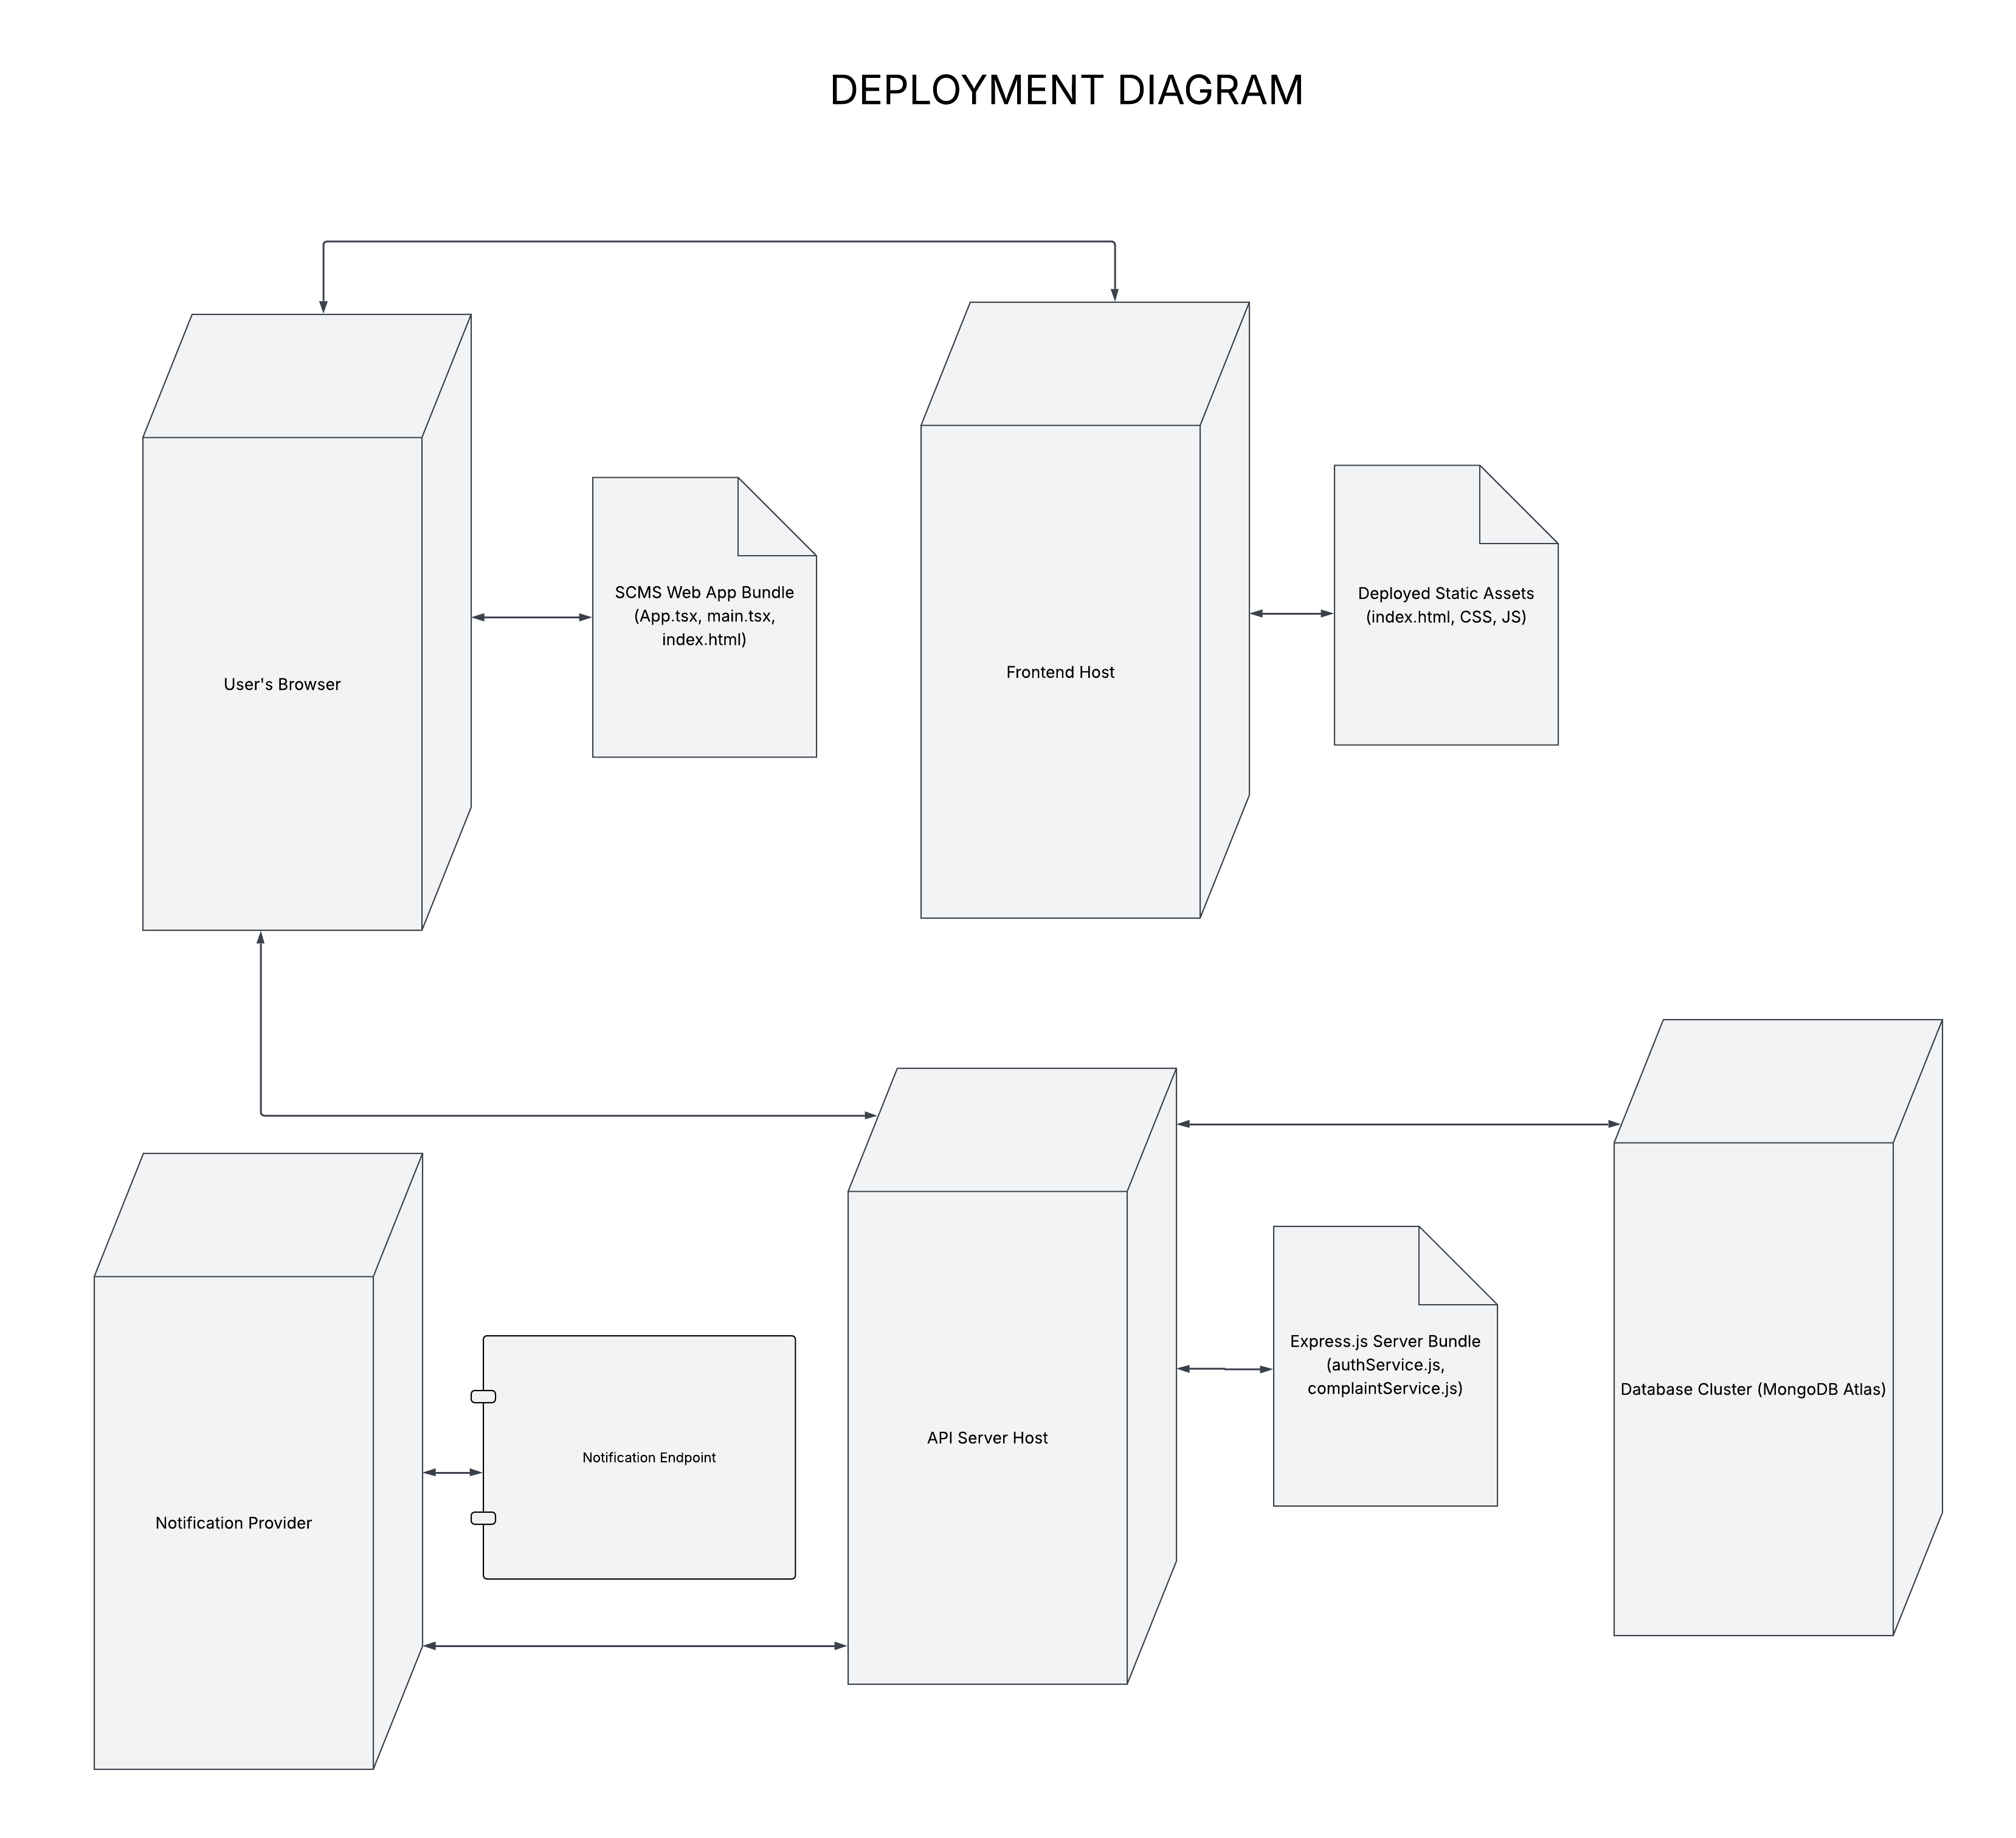 DEPLOYMENT DIAGRAM
SCMS Web App Bundle
(App.tsx, main.tsx,
index.html)
User's Browser
Deployed Static Assets
(index.html, CSS, JS)
Frontend Host
Express.js Server Bundle
(authService.js,
complaintService.js)
Database Cluster (MongoDB Atlas)
API Server Host
Notification Endpoint
Notification Provider